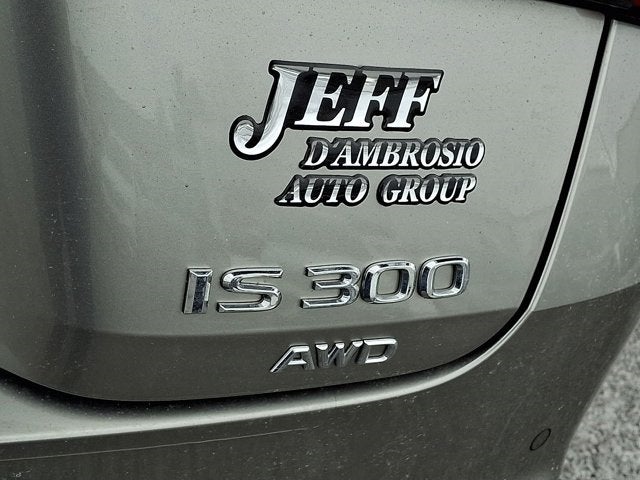 JEFF
D'AMBROSIO
AUTO GROUP
IS 300
AWD